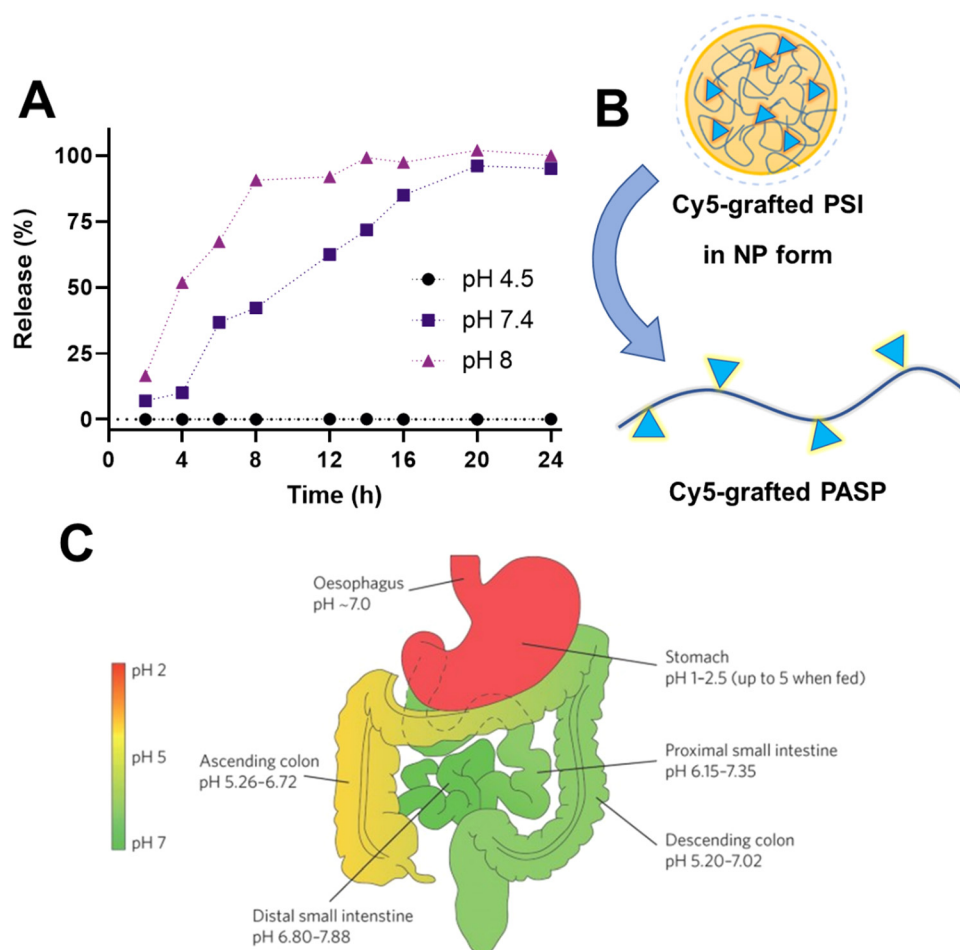 A
Release (%)
100
75
50
25
0
0
4
8
12
16
20
24
Time (h)
pH 4.5
pH 7.4
pH 8
B
Cy5-grafted PSI
in NP form
Cy5-grafted PASP
C
pH 2
pH 5
pH 7
Oesophagus
pH ~7.0
Stomach
pH 1–2.5 (up to 5 when fed)
Ascending colon
pH 5.26–6.72
Proximal small intestine
pH 6.15–7.35
Descending colon
pH 5.20–7.02
Distal small intenstine
pH 6.80–7.88